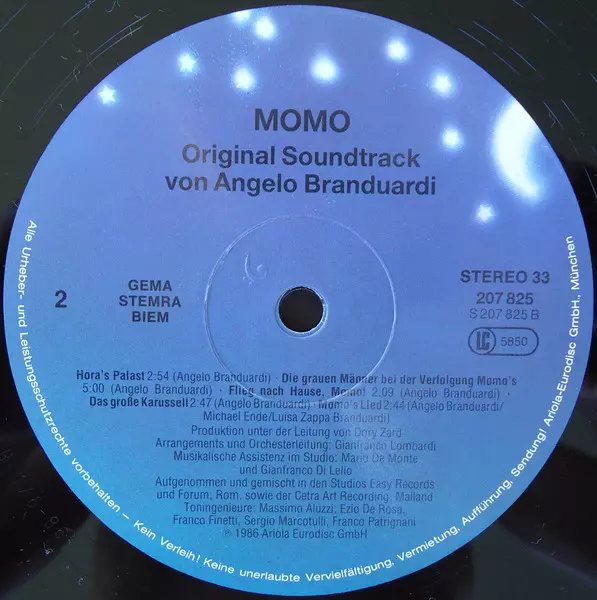 MOMO
Original Soundtrack
von Angelo Branduardi
2
GEMA
STEMRA
BIEM
STEREO 33
207 825
S 207 825 B
LC 5850
Hora's Palast 2:54 (Angelo Branduardi) · Die grauen Männer bei der Verfolgung Momo's
5:00 (Angelo Branduardi) · Flieg nach Hause, Momo! 2:09 (Angelo Branduardi) ·
Das große Karussell 2:47 (Angelo Branduardi) · Momo's Lied 2:44 (Angelo Branduardi/
Michael Ende/Luisa Zappa Branduardi)
Produktion unter der Leitung von Dory Zard
Arrangements und Orchesterleitung: Gianfranco Lombardi
Musikalische Assistenz im Studio: Mario De Monte
und Gianfranco Di Lelio
Aufgenommen und gemischt in den Studios Easy Records
und Forum, Rom, sowie der Cetra Art Recording, Mailand
Toningenieure: Massimo Aluzzi, Ezio De Rosa,
Franco Finetti, Sergio Marcotulli, Franco Patrignani
℗ 1986 Ariola Eurodisc GmbH
Alle Urheber- und Leistungsschutzrechte vorbehalten – Kein Verleih! Keine unerlaubte Vervielfältigung, Vermietung, Aufführung, Sendung! Ariola-Eurodisc GmbH., München